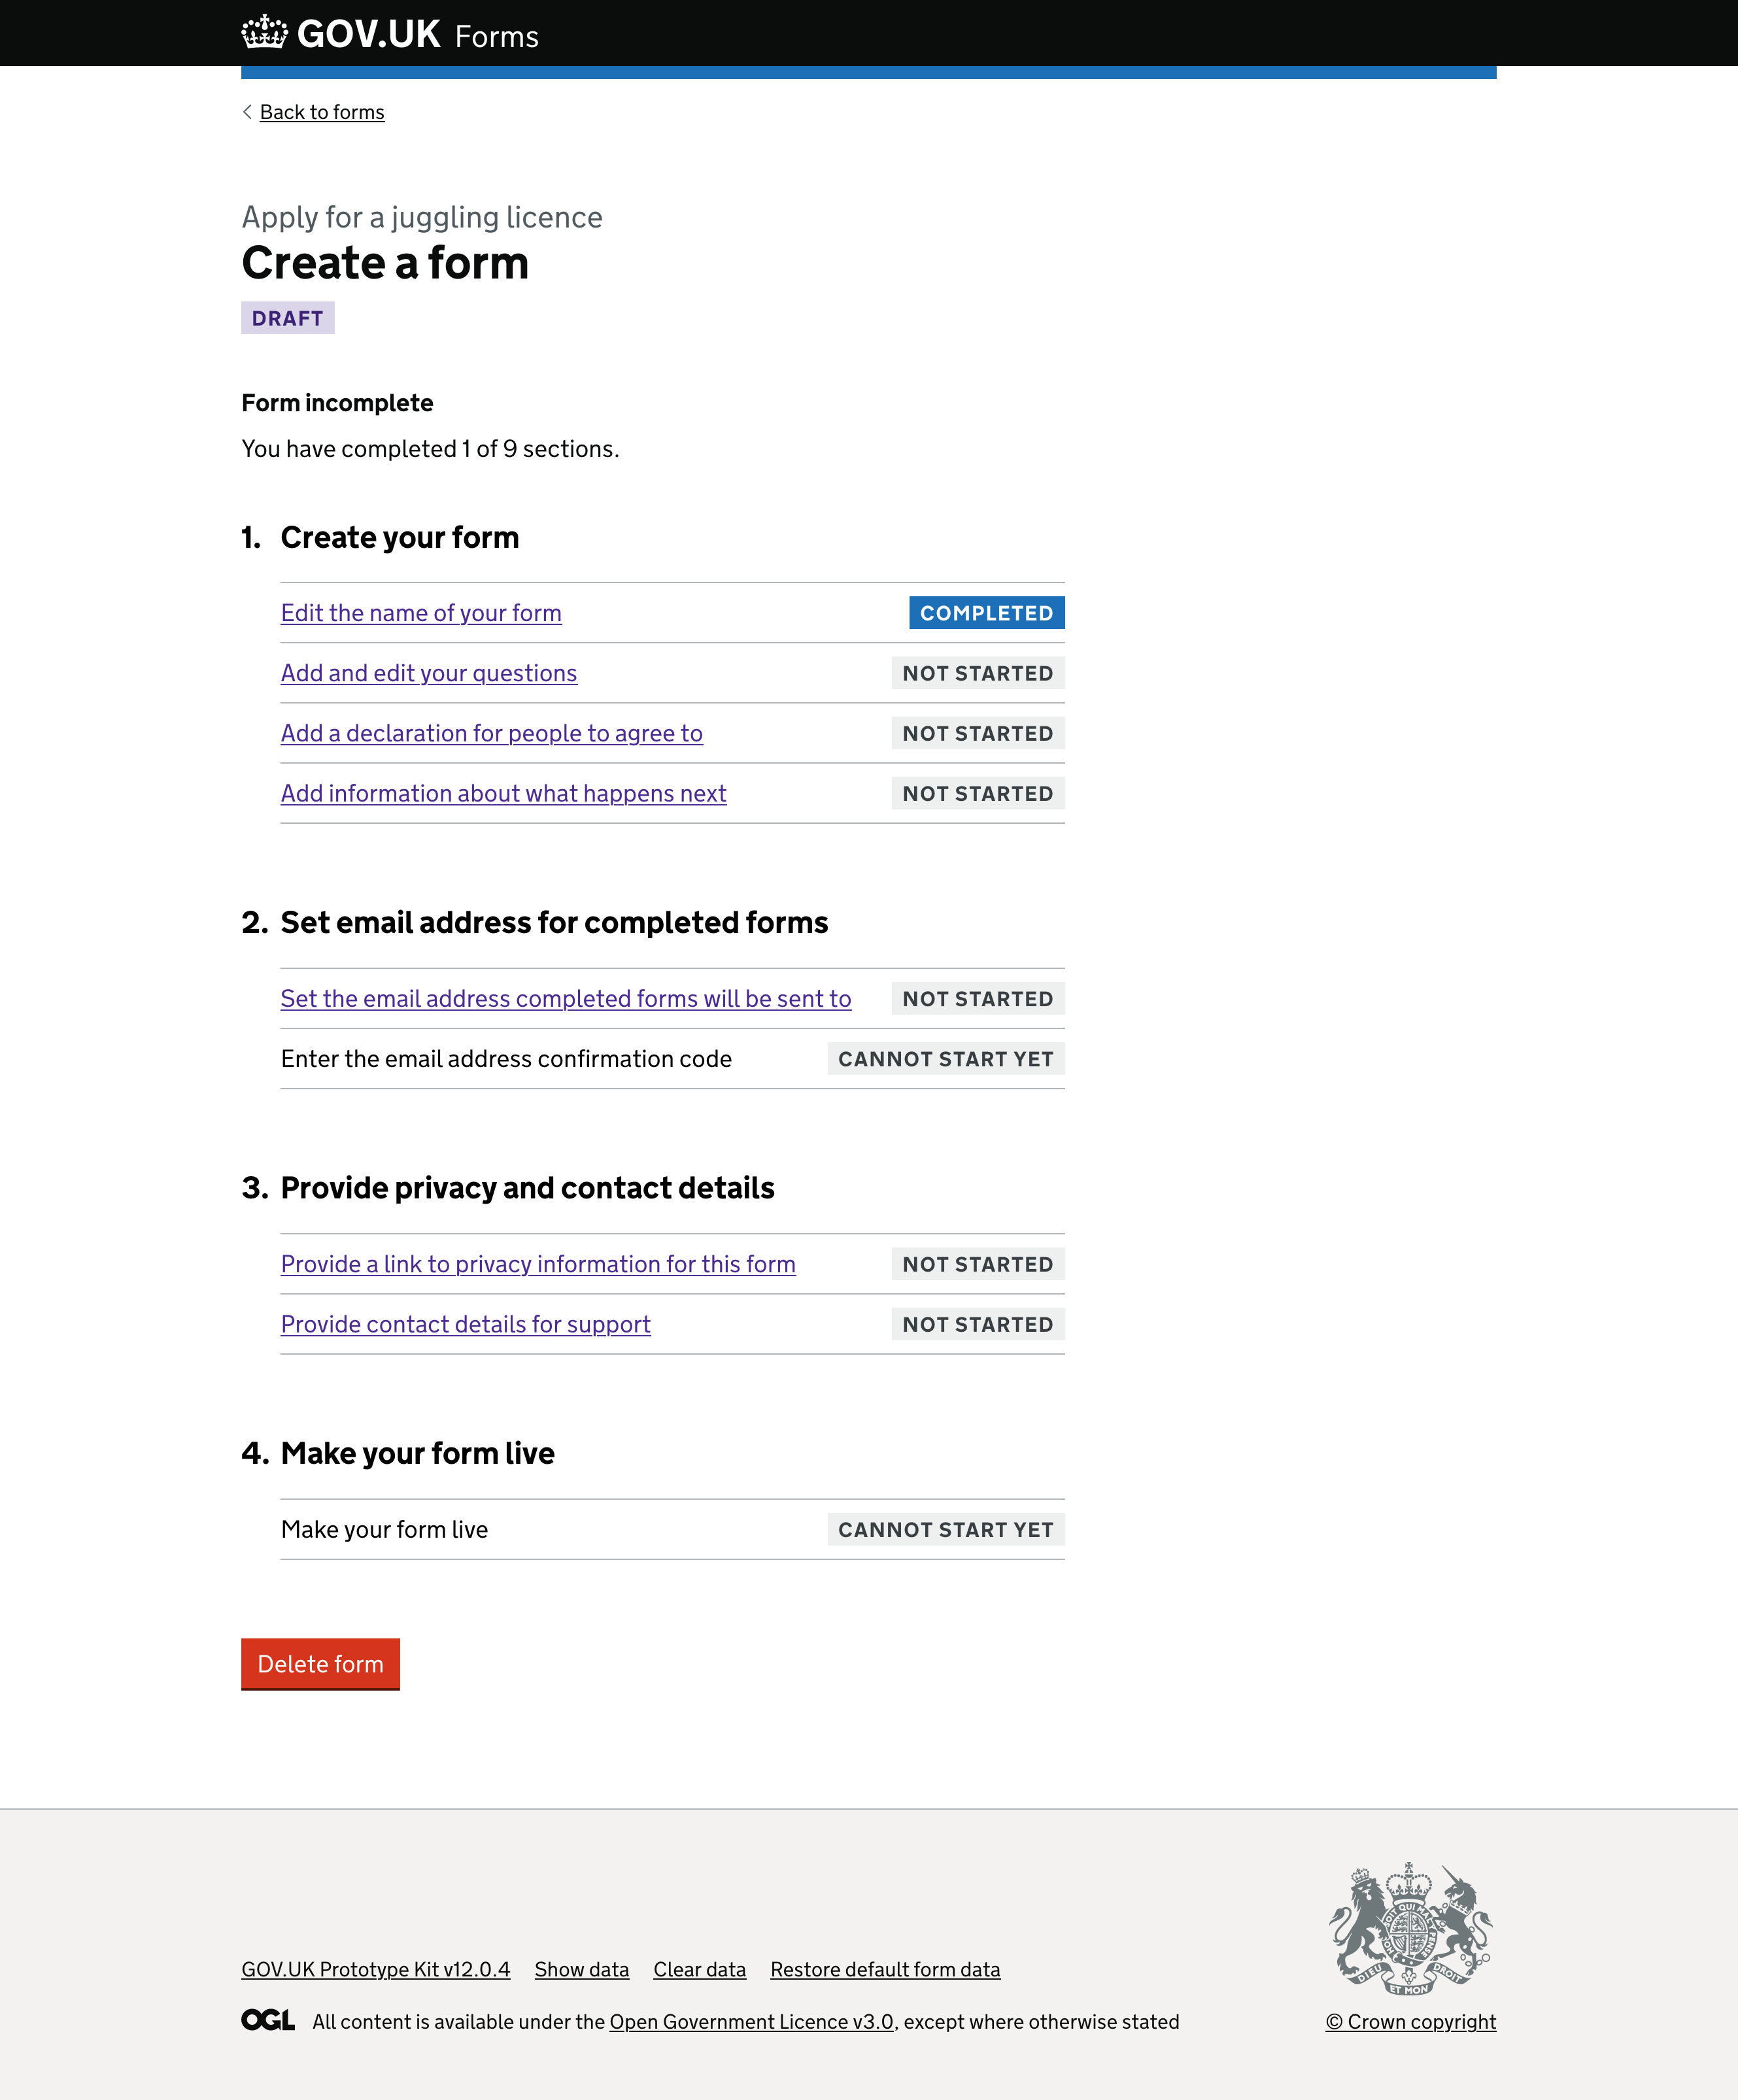 GOV.UK Forms
Back to forms
Apply for a juggling licence
Create a form
DRAFT
Form incomplete
You have completed 1 of 9 sections.
1. Create your form
Edit the name of your form COMPLETED
Add and edit your questions NOT STARTED
Add a declaration for people to agree to NOT STARTED
Add information about what happens next NOT STARTED
2. Set email address for completed forms
Set the email address completed forms will be sent to NOT STARTED
Enter the email address confirmation code CANNOT START YET
3. Provide privacy and contact details
Provide a link to privacy information for this form NOT STARTED
Provide contact details for support NOT STARTED
4. Make your form live
Make your form live CANNOT START YET
Delete form
GOV.UK Prototype Kit v12.0.4 Show data Clear data Restore default form data
DIEU ET MON DROIT
OGL All content is available under the Open Government Licence v3.0, except where otherwise stated
© Crown copyright